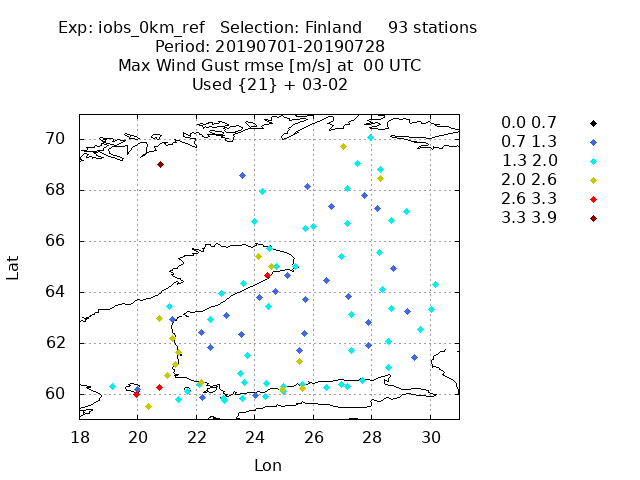 Exp: iobs_0km_ref   Selection: Finland     93 stations
Period: 20190701-20190728
Max Wind Gust rmse [m/s] at  00 UTC
Used {21} + 03-02
0.0 0.7
0.7 1.3
1.3 2.0
2.0 2.6
2.6 3.3
3.3 3.9
70
68
66
64
62
60
Lat
18 20 22 24 26 28 30
Lon